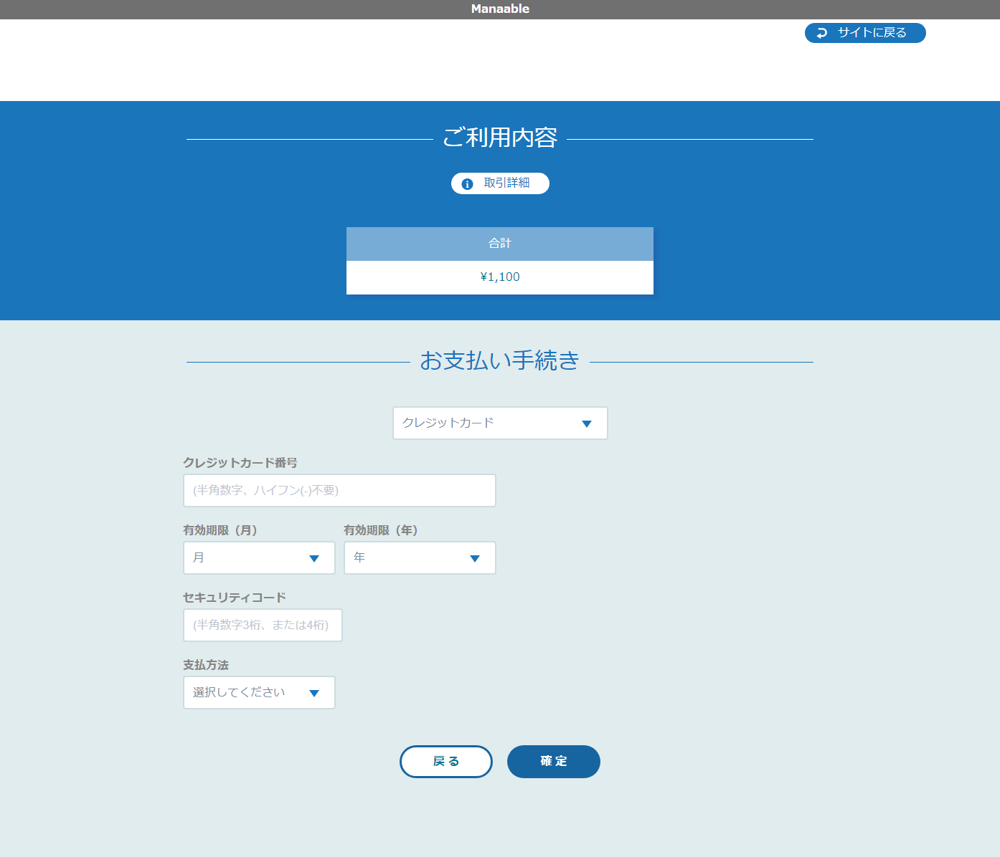 Manaable
サイトに戻る
ご利用内容
取引詳細
合計
¥1,100
お支払い手続き
クレジットカード
クレジットカード番号
(半角数字、ハイフン(-)不要)
有効期限（月） 有効期限（年）
月 年
セキュリティコード
(半角数字3桁、または4桁)
支払方法
選択してください
戻る 確定